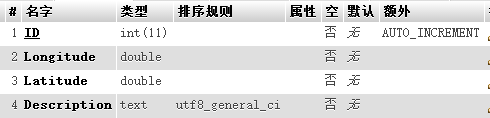 # 名字 类型 排序规则 属性 空 默认 额外
1 ID int(11) 否 无 AUTO_INCREMENT
2 Longitude double 否 无
3 Latitude double 否 无
4 Description text utf8_general_ci 否 无